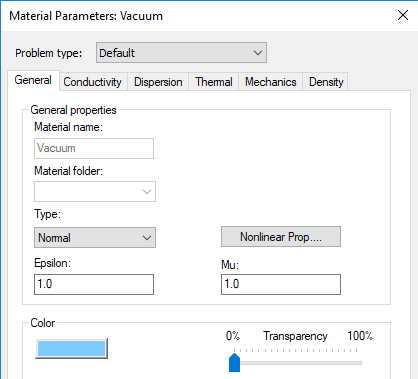 Material Parameters: Vacuum
Problem type: Default
General Conductivity Dispersion Thermal Mechanics Density
General properties
Material name:
Vacuum
Material folder:
Type:
Normal Nonlinear Prop....
Epsilon: Mu:
1.0 1.0
Color
0% Transparency 100%